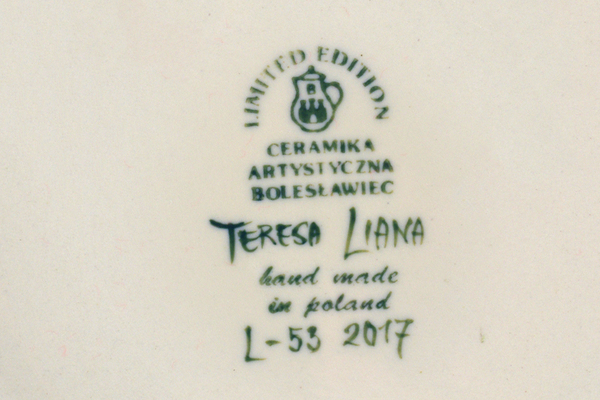 LIMITED EDITION
B
CERAMIKA
ARTYSTYCZNA
BOLESŁAWIEC
TERESA LIANA
hand made
in poland
L-53 2017